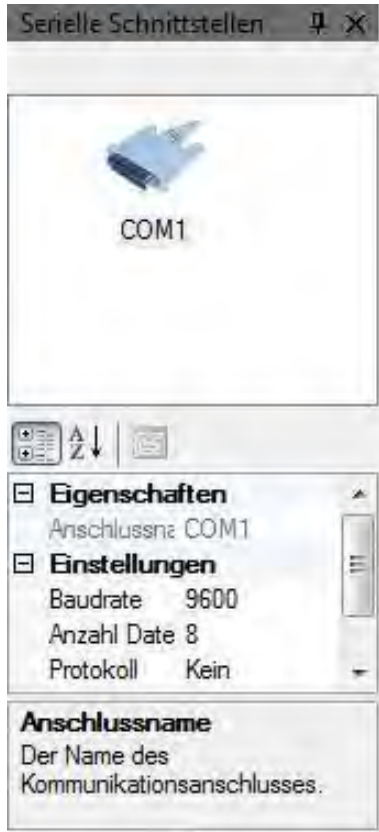 Serielle Schnittstellen
COM1
A
Z
Eigenschaften
Anschlussna COM1
Einstellungen
Baudrate 9600
Anzahl Date 8
Protokoll Kein
Anschlussname
Der Name des
Kommunikationsanschlusses.